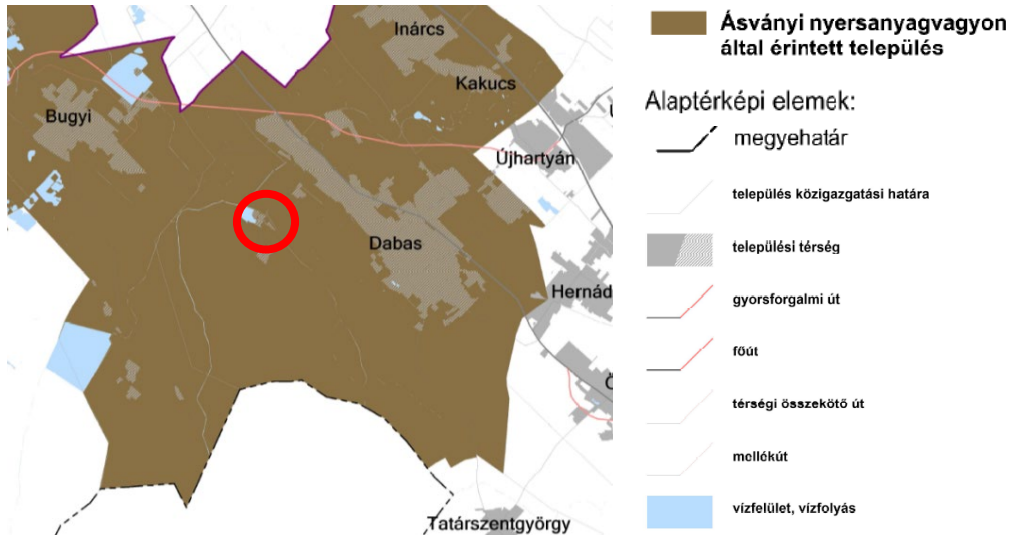 Inárcs
Kakucs
Bugyi
Újhartyán
Dabas
Hernád
Tatárszentgyörgy
Ásványi nyersanyagvagyon
által érintett település
Alaptérképi elemek:
megyehatár
település közigazgatási határa
települési térség
gyorsforgalmi út
főút
térségi összekötő út
mellékút
vízfelület, vízfolyás